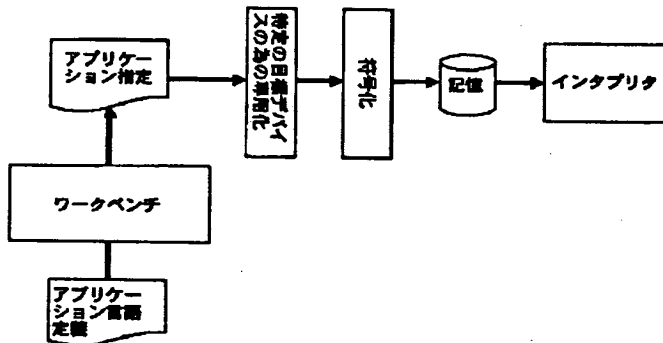 アプリケー
ション指定
特定の目標デバイ
スの為の専用化
符号化
記憶
インタプリタ
ワークベンチ
アプリケー
ション言語
定義